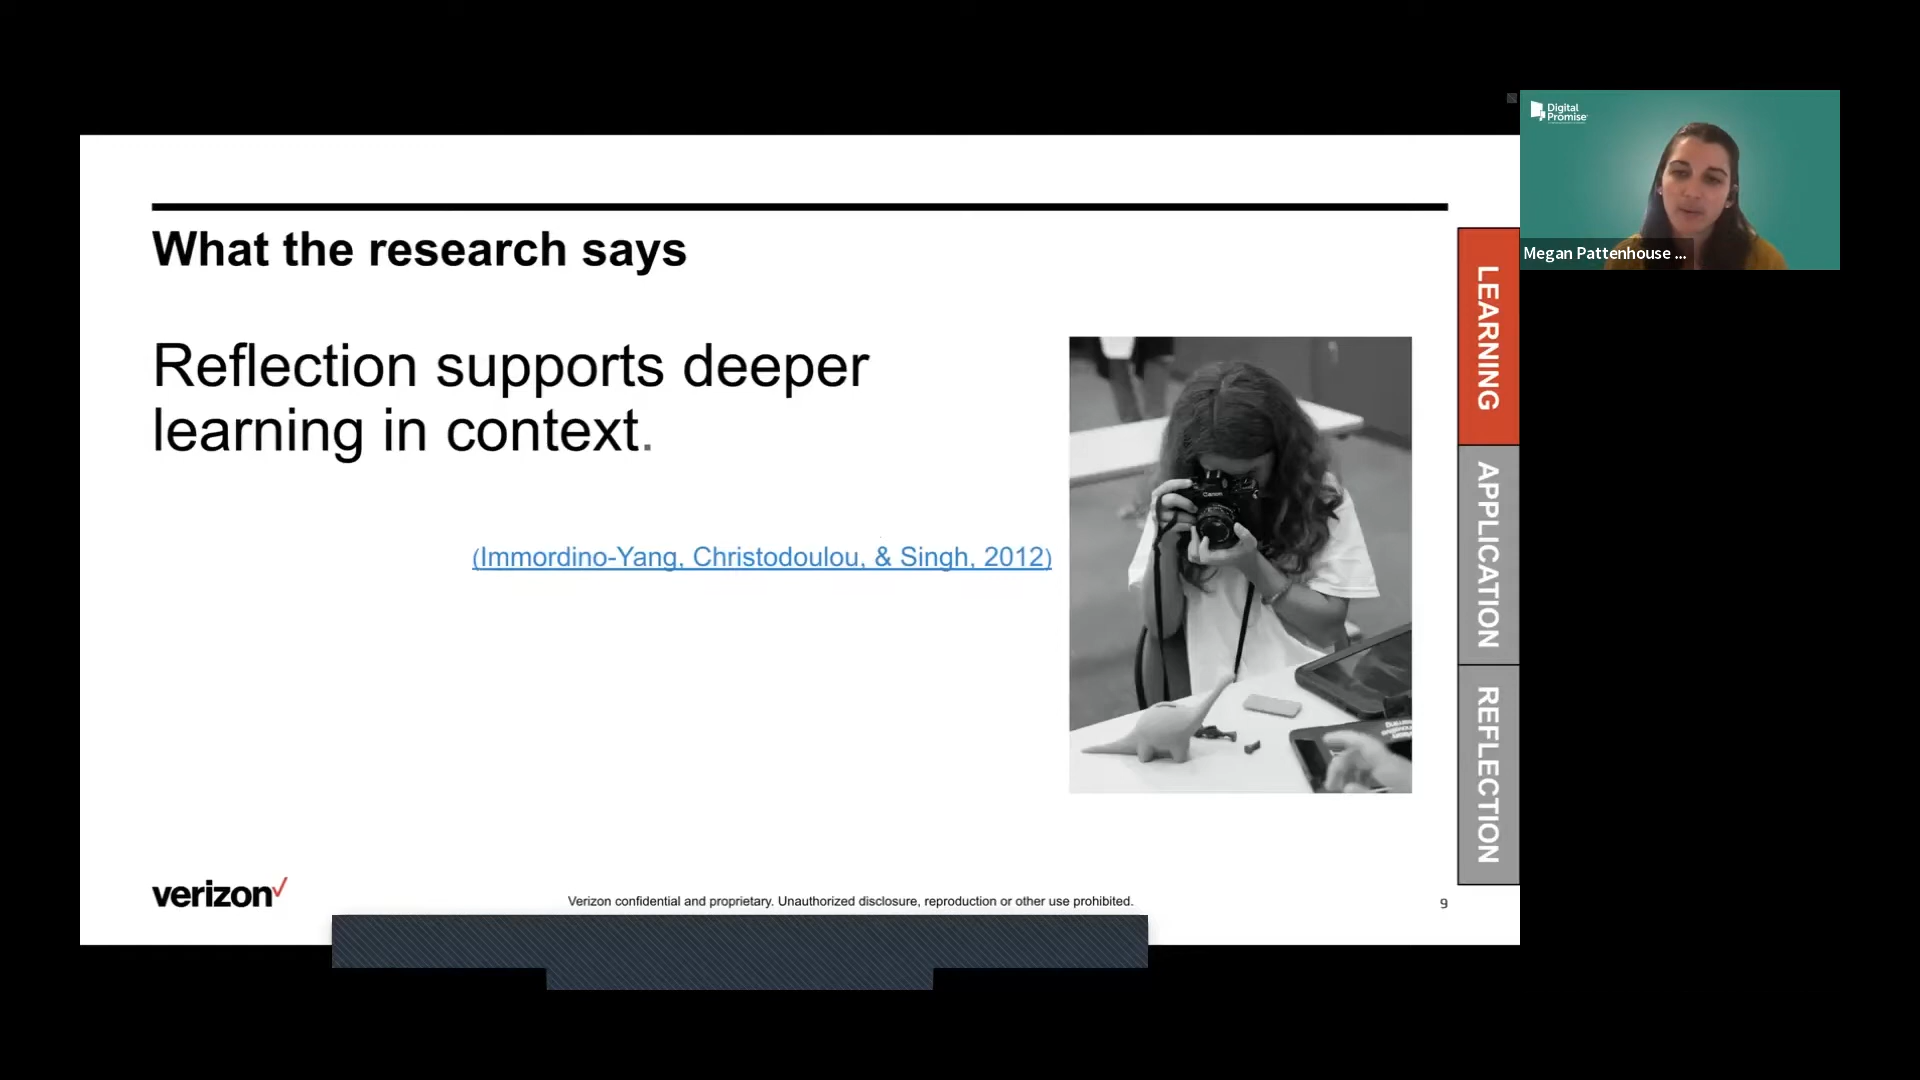 Digital
Promise
Megan Pattenhouse ...
What the research says
Reflection supports deeper
learning in context.
(Immordino-Yang, Christodoulou, & Singh, 2012)
Canon
LEARNING
APPLICATION
REFLECTION
verizon
Verizon confidential and proprietary. Unauthorized disclosure, reproduction or other use prohibited.
9